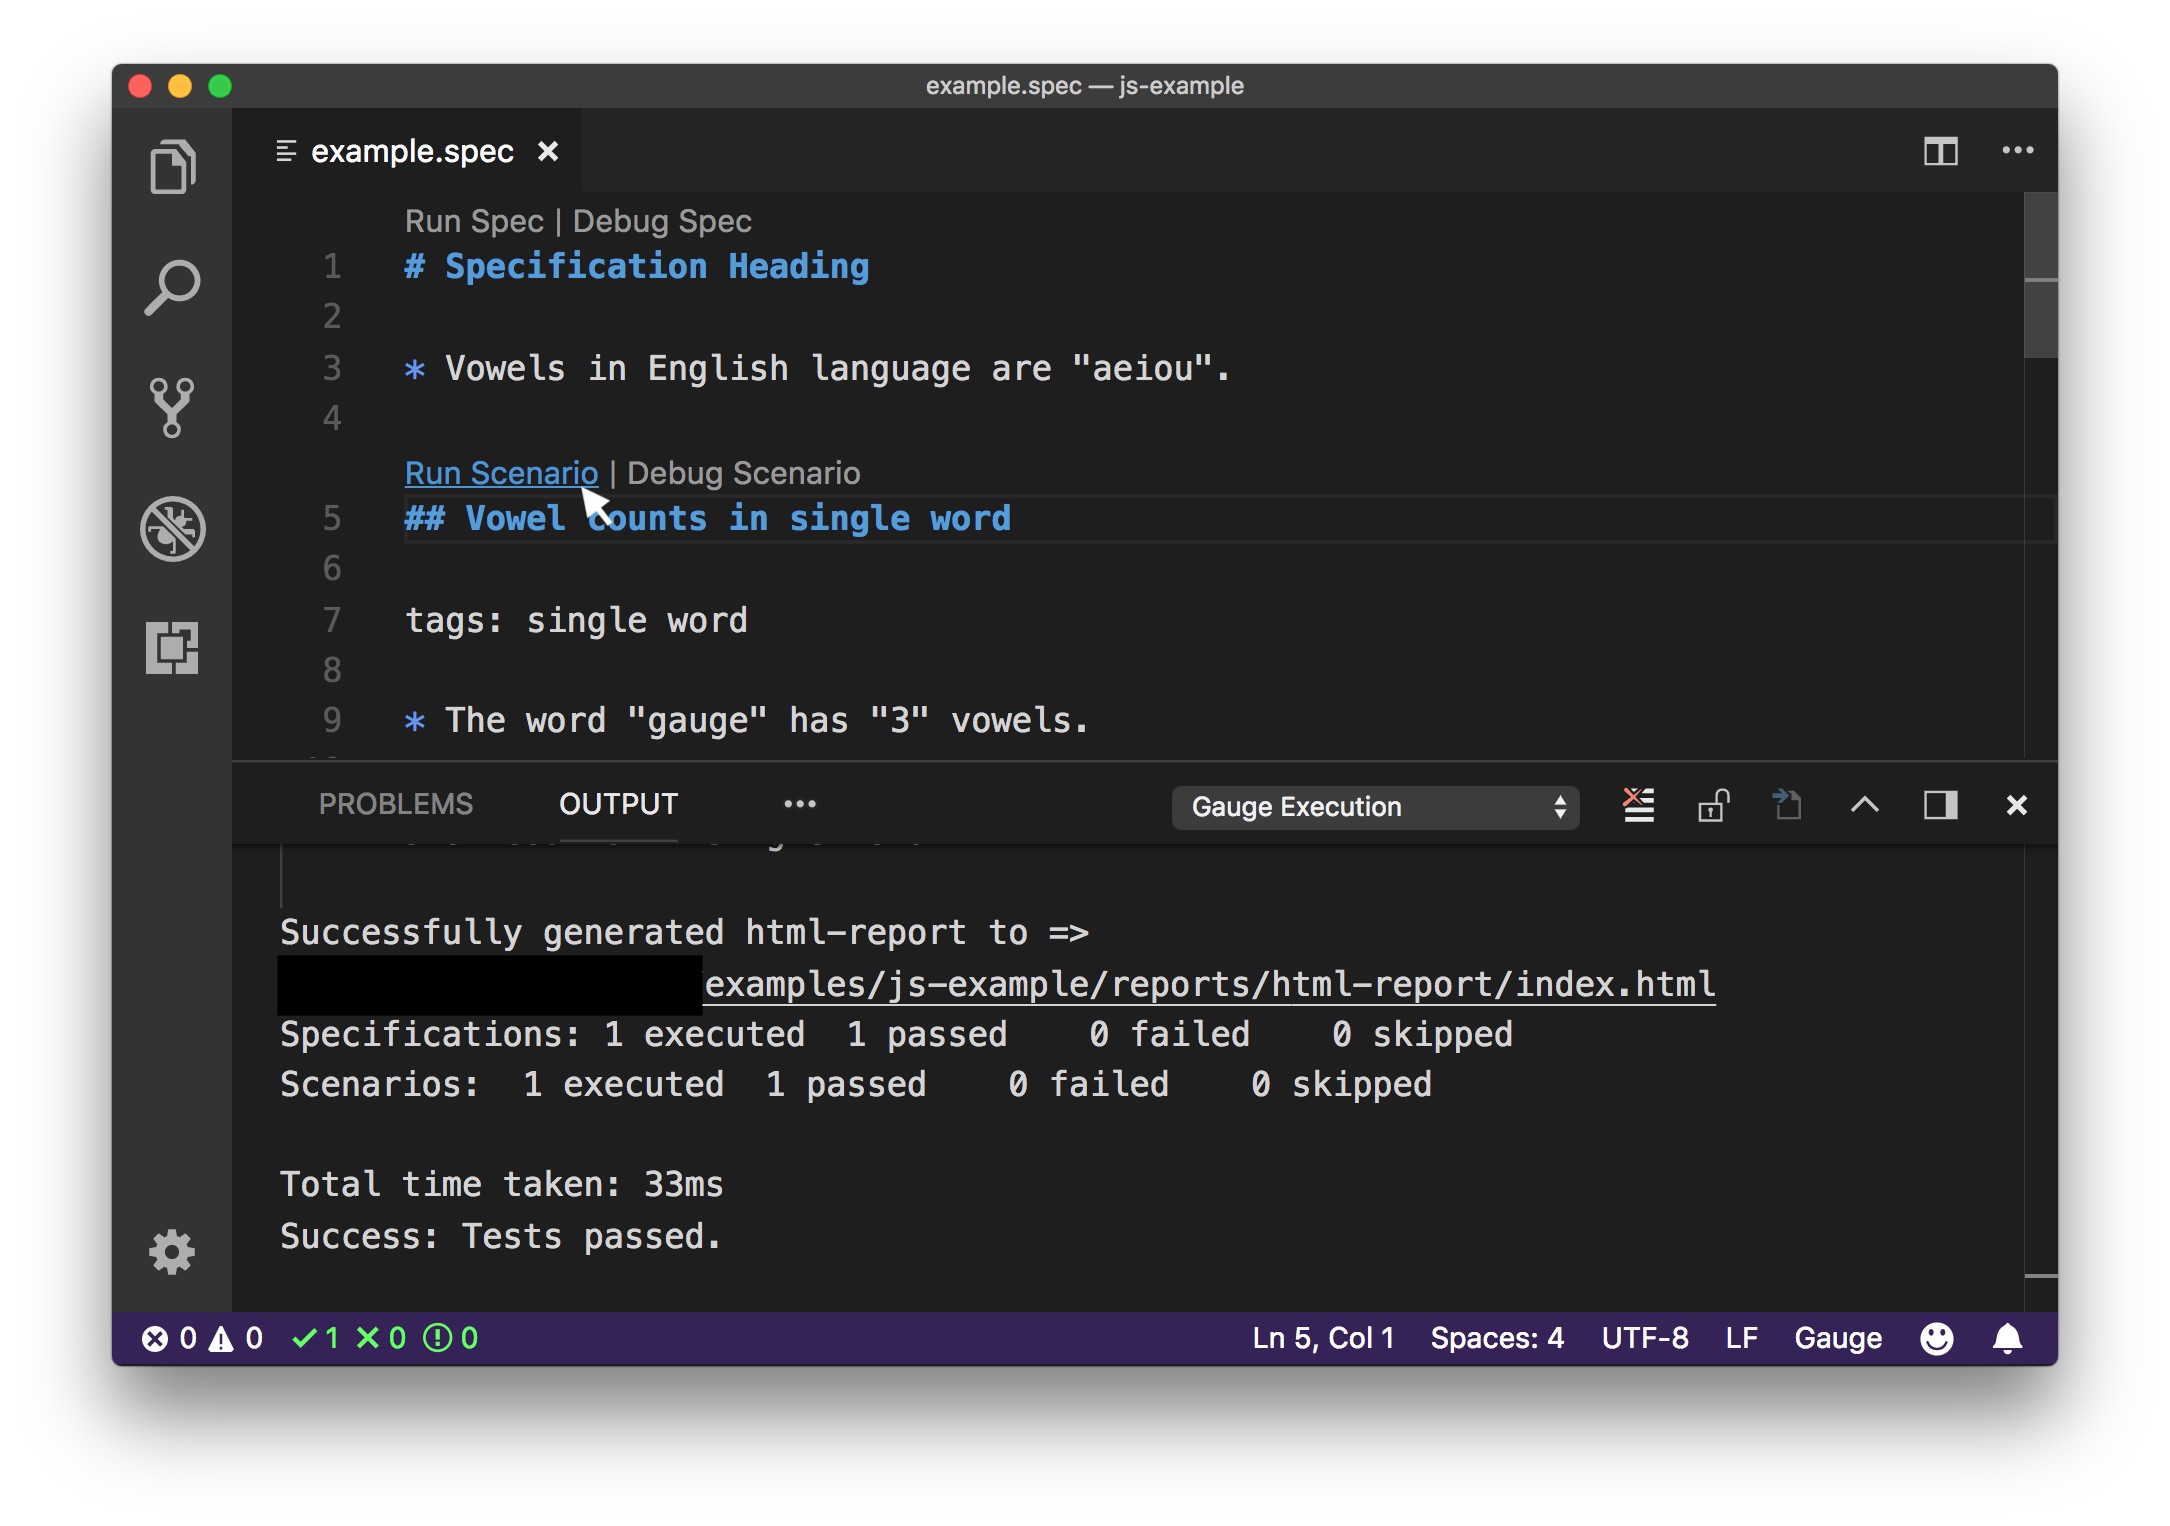 example.spec — js-example
example.spec
Run Spec | Debug Spec
1 # Specification Heading
2
3 * Vowels in English language are "aeiou".
4
Run Scenario | Debug Scenario
5 ## Vowel counts in single word
6
7 tags: single word
8
9 * The word "gauge" has "3" vowels.
PROBLEMS OUTPUT Gauge Execution
Successfully generated html-report to =>
examples/js-example/reports/html-report/index.html
Specifications: 1 executed 1 passed 0 failed 0 skipped
Scenarios: 1 executed 1 passed 0 failed 0 skipped
Total time taken: 33ms
Success: Tests passed.
0 0 1 0 0 Ln 5, Col 1 Spaces: 4 UTF-8 LF Gauge